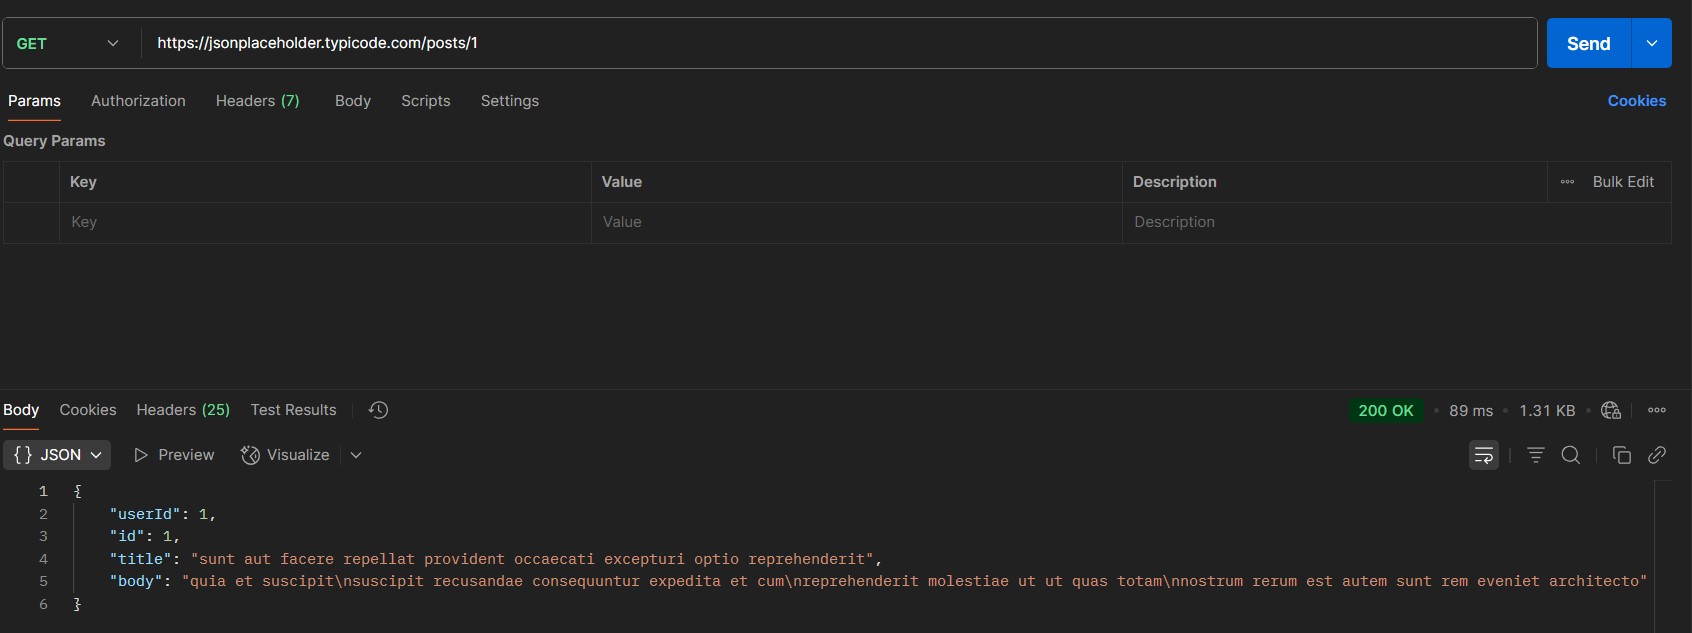 GET https://jsonplaceholder.typicode.com/posts/1 Send
Params Authorization Headers (7) Body Scripts Settings Cookies
Query Params
Key Value Description Bulk Edit
Key Value Description
Body Cookies Headers (25) Test Results 200 OK • 89 ms • 1.31 KB •
{} JSON Preview Visualize
1 {
2 "userId": 1,
3 "id": 1,
4 "title": "sunt aut facere repellat provident occaecati excepturi optio reprehenderit",
5 "body": "quia et suscipit\nsuscipit recusandae consequuntur expedita et cum\nreprehenderit molestiae ut ut quas totam\nnostrum rerum est autem sunt rem eveniet architecto"
6 }